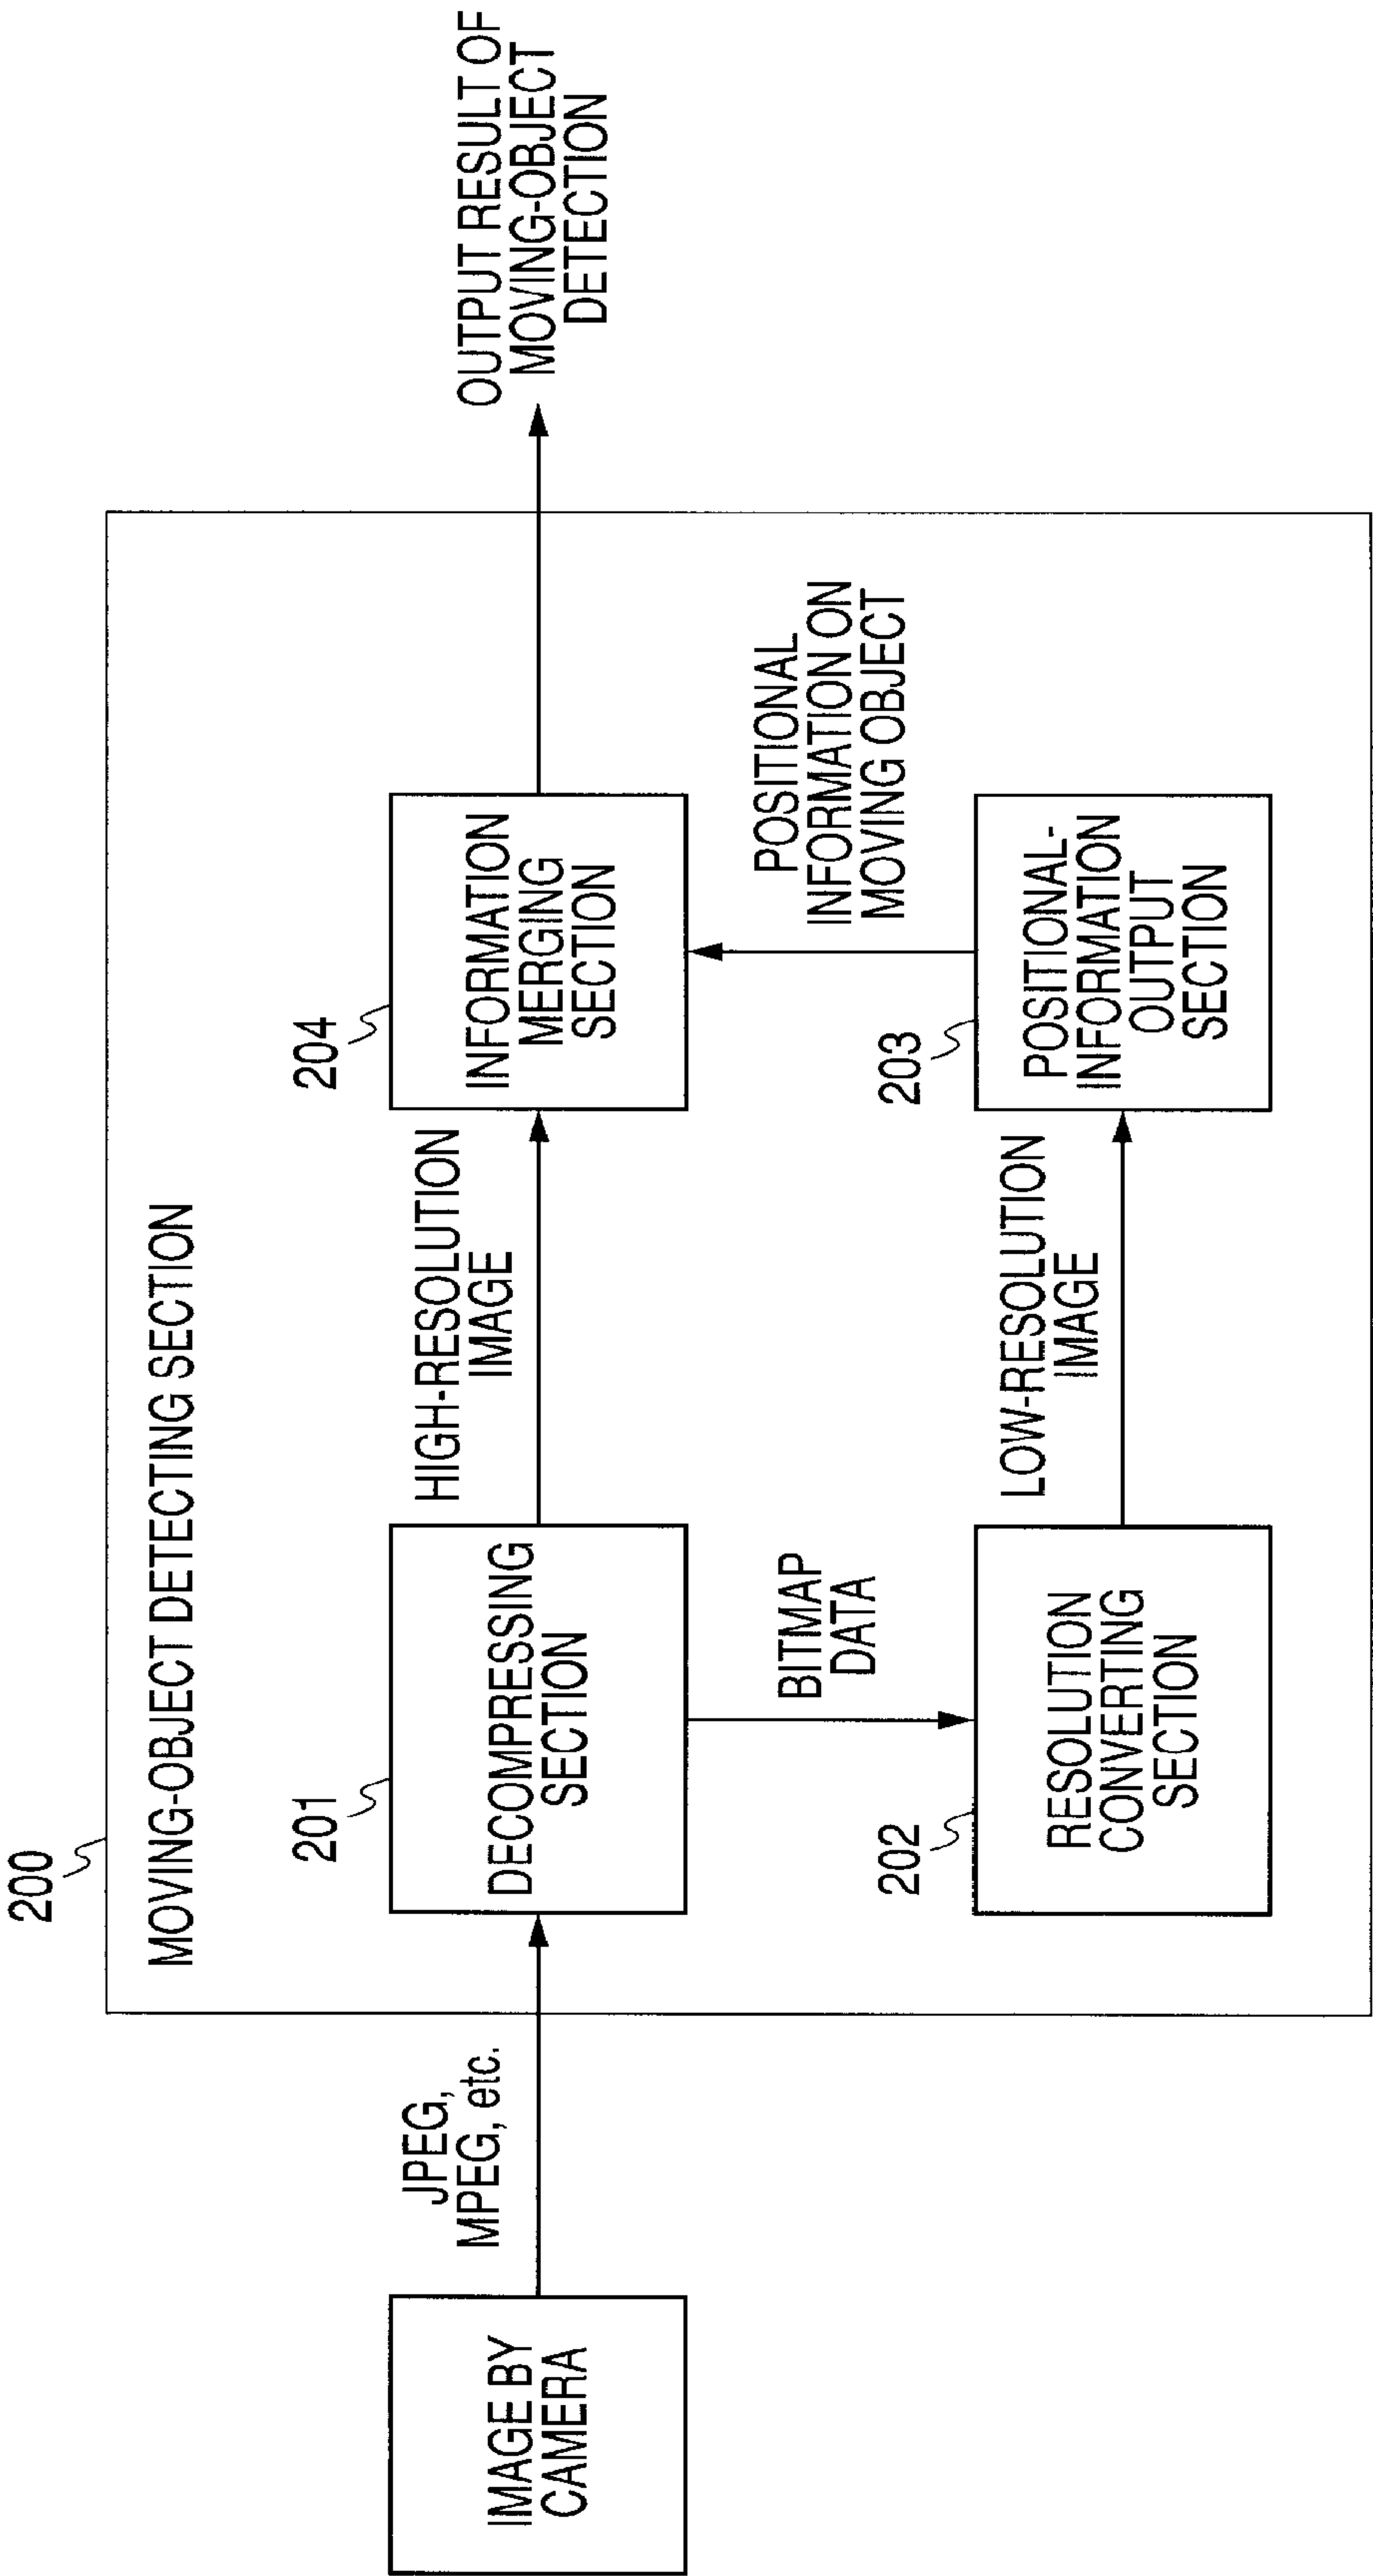 200
MOVING-OBJECT DETECTING SECTION
IMAGE BY
CAMERA
JPEG,
MPEG, etc.
201
DECOMPRESSING
SECTION
HIGH-RESOLUTION
IMAGE
204
INFORMATION
MERGING
SECTION
OUTPUT RESULT OF
MOVING-OBJECT
DETECTION
BITMAP
DATA
POSITIONAL
INFORMATION ON
MOVING OBJECT
202
RESOLUTION
CONVERTING
SECTION
LOW-RESOLUTION
IMAGE
203
POSITIONAL-
INFORMATION
OUTPUT
SECTION